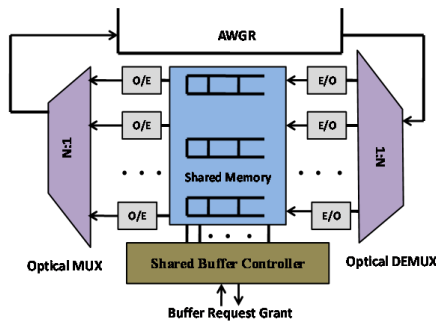 AWGR
O/E
E/O
O/E
E/O
1:N
1:N
Shared Memory
. . .
. . .
O/E
E/O
. . . .
Optical MUX
Shared Buffer Controller
Optical DEMUX
Buffer Request Grant